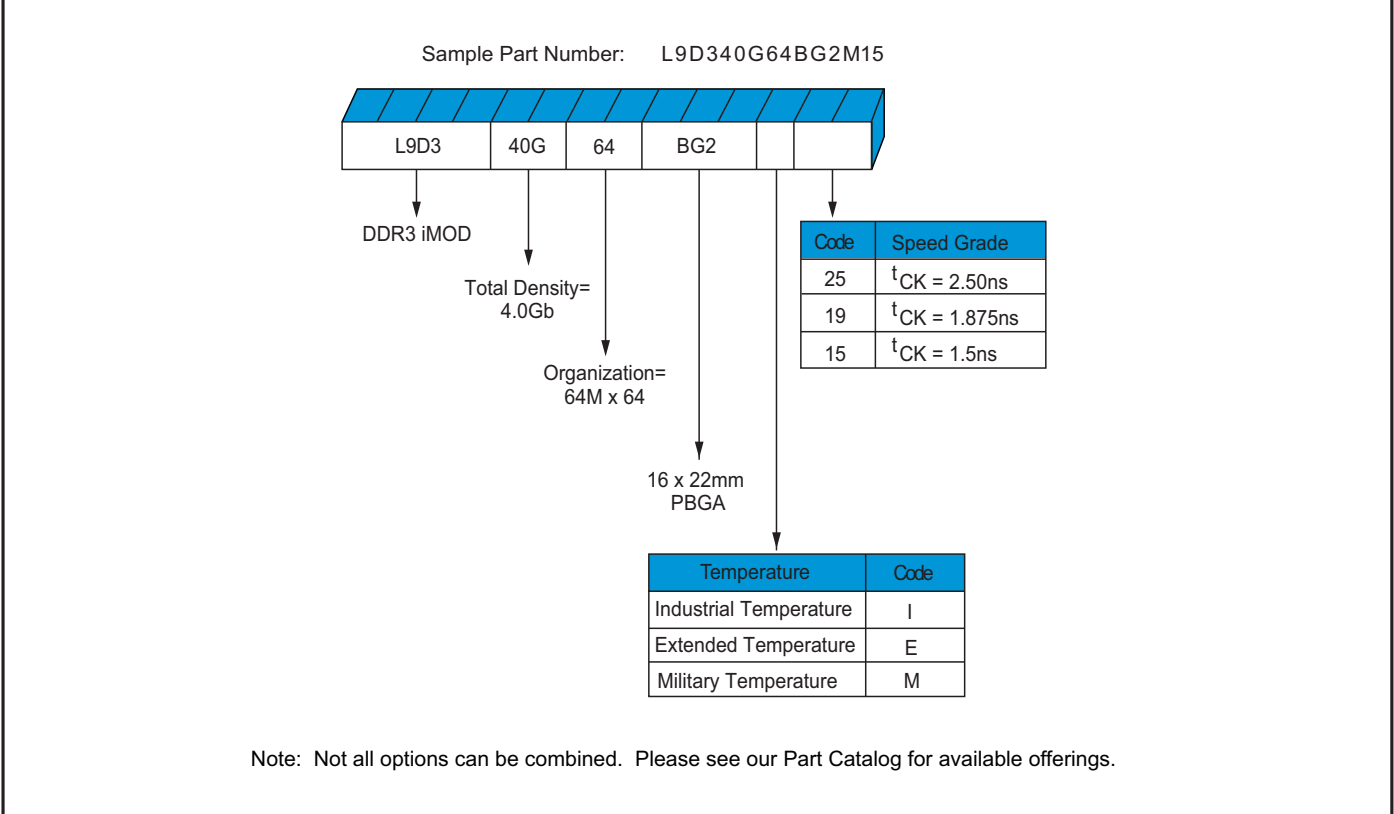 Sample Part Number: L9D340G64BG2M15
L9D3 40G 64 BG2
DDR3 iMOD
Total Density=
4.0Gb
Organization=
64M x 64
16 x 22mm
PBGA
Code Speed Grade
25 tCK = 2.50ns
19 tCK = 1.875ns
15 tCK = 1.5ns
Temperature Code
Industrial Temperature I
Extended Temperature E
Military Temperature M
Note: Not all options can be combined. Please see our Part Catalog for available offerings.